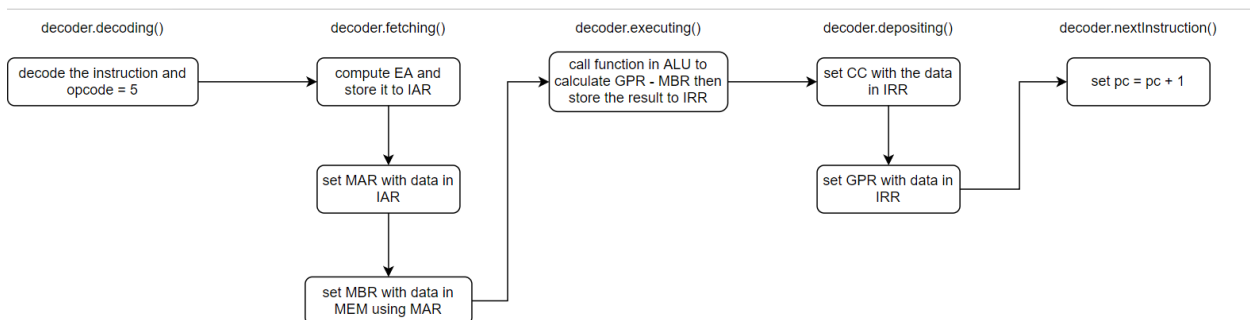 decoder.decoding()
decoder.fetching()
decoder.executing()
decoder.depositing()
decoder.nextInstruction()
decode the instruction and
opcode = 5
compute EA and
store it to IAR
set MAR with data in
IAR
set MBR with data in
MEM using MAR
call function in ALU to
calculate GPR - MBR then
store the result to IRR
set CC with the data
in IRR
set GPR with data in
IRR
set pc = pc + 1